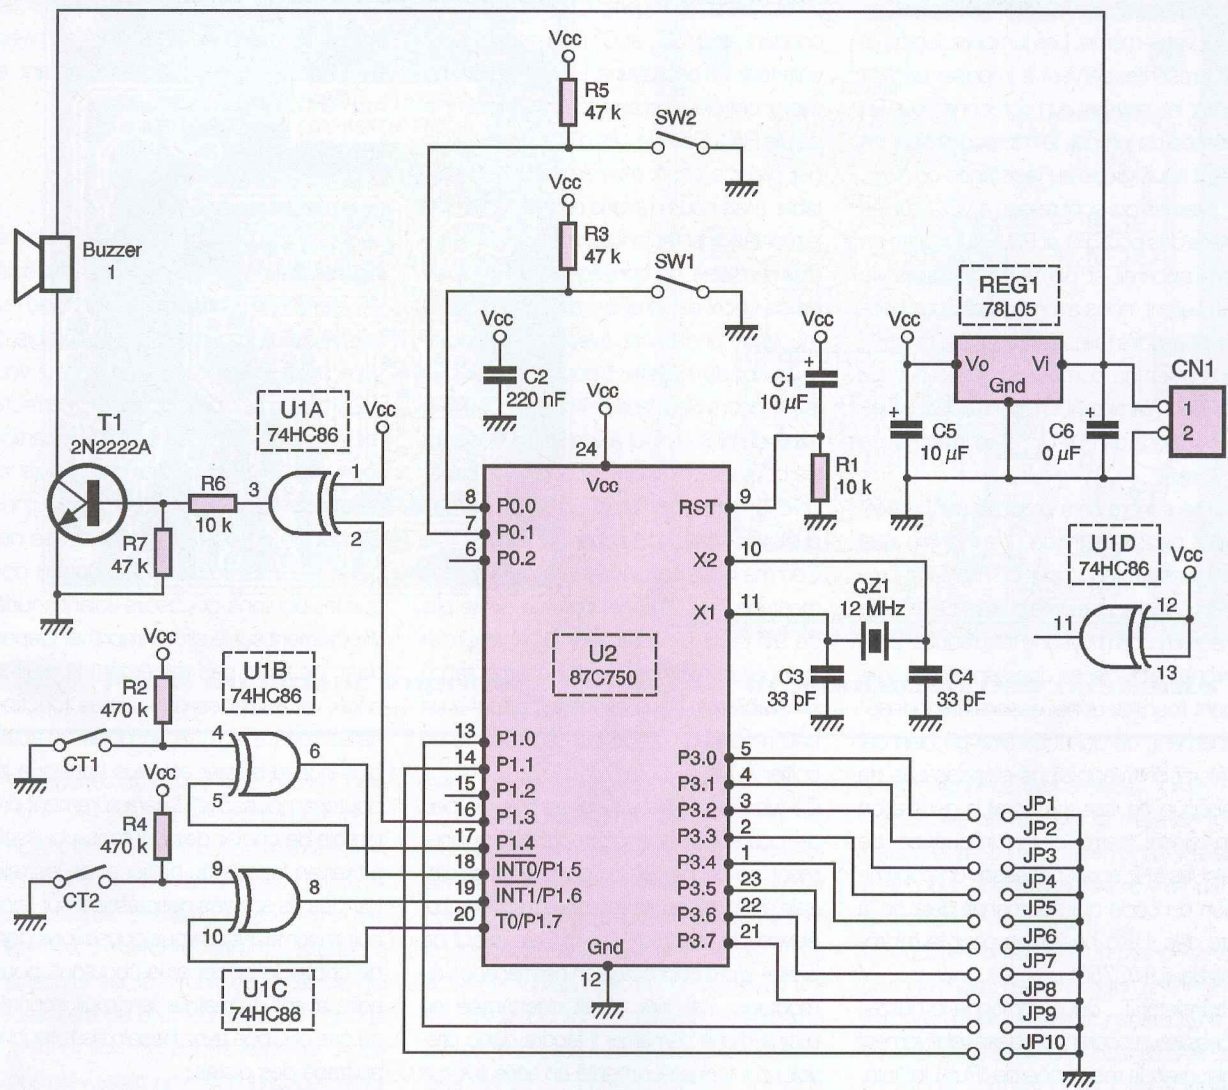 Vcc
R5
47 k
SW2
Vcc
R3
47 k
SW1
Buzzer
1
Vcc
C2
220 nF
Vcc
Vcc
C1
+
10 µF
R1
10 k
Vcc
REG1
78L05
Vo
Vi
Gnd
+
C5
10 µF
C6
+
0 µF
CN1
1
2
T1
2N2222A
U1A
74HC86
Vcc
R6
10 k
3
1
2
R7
47 k
24
Vcc
8
P0.0
7
P0.1
6
P0.2
RST
9
X2
10
X1
11
QZ1
12 MHz
C3
33 pF
C4
33 pF
U1D
74HC86
Vcc
11
12
13
U2
87C750
Vcc
R2
470 k
U1B
74HC86
CT1
4
5
6
Vcc
R4
470 k
CT2
9
10
8
U1C
74HC86
13
P1.0
14
P1.1
15
P1.2
16
P1.3
17
P1.4
18
INT0/P1.5
19
INT1/P1.6
20
T0/P1.7
Gnd
12
P3.0
5
P3.1
4
P3.2
3
P3.3
2
P3.4
1
P3.5
23
P3.6
22
P3.7
21
JP1
JP2
JP3
JP4
JP5
JP6
JP7
JP8
JP9
JP10